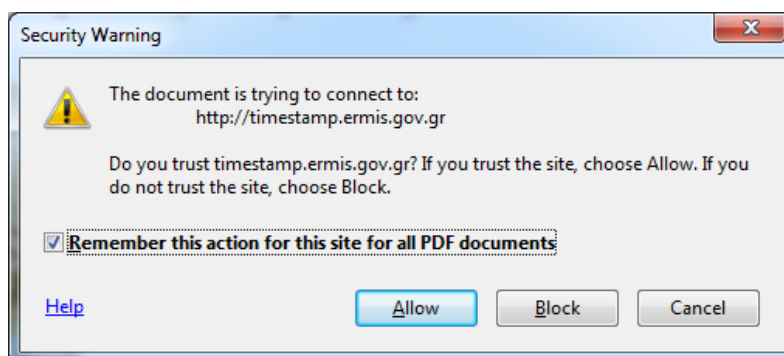 Security Warning
The document is trying to connect to:
http://timestamp.ermis.gov.gr
Do you trust timestamp.ermis.gov.gr? If you trust the site, choose Allow. If you
do not trust the site, choose Block.
Remember this action for this site for all PDF documents
Help
Allow
Block
Cancel